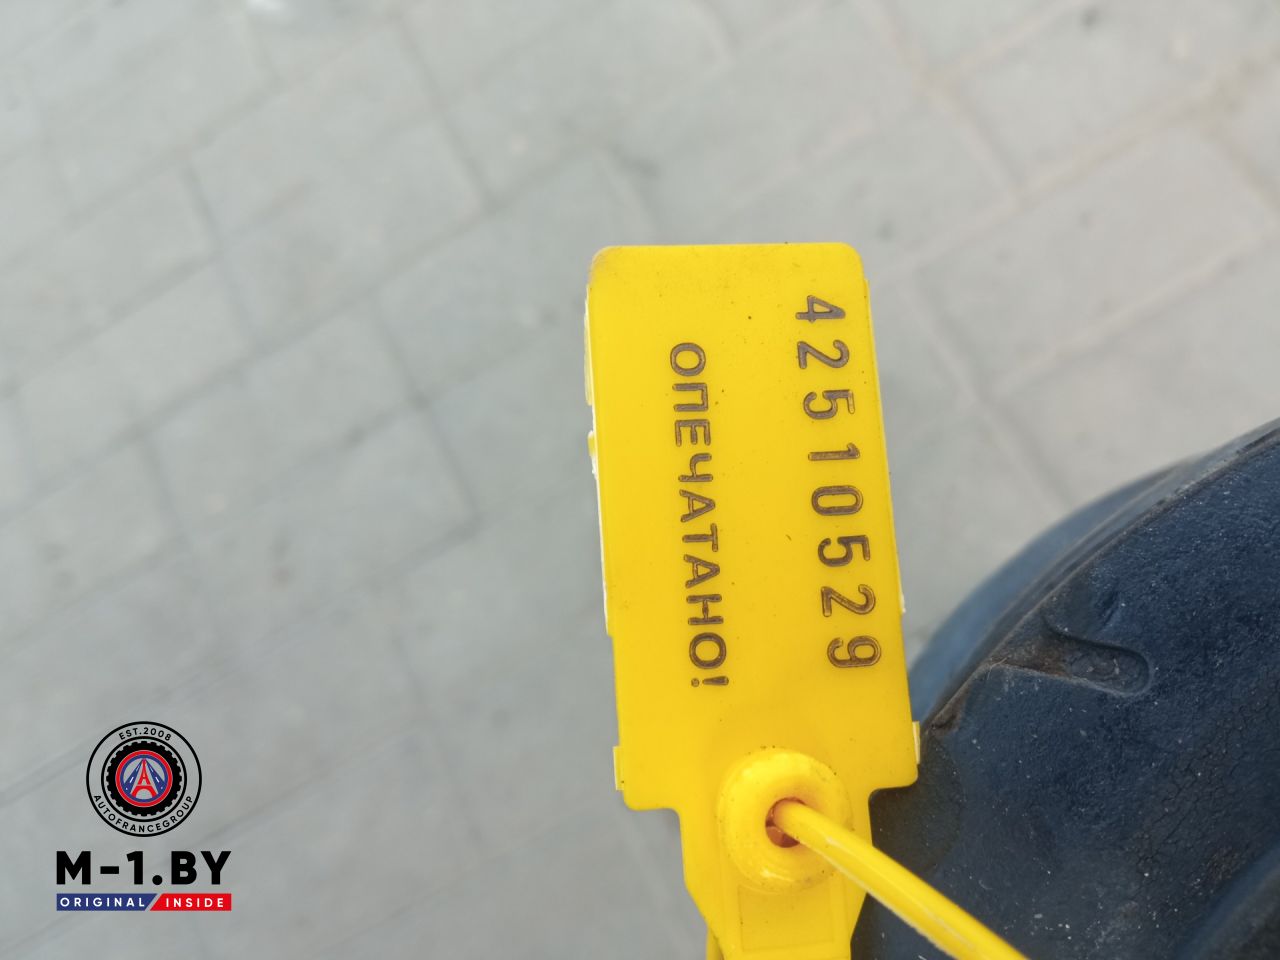 42510529
ОПЕЧАТАНО!
EST.2008
AUTOFRANCEGROUP
M-1.BY
ORIGINAL INSIDE